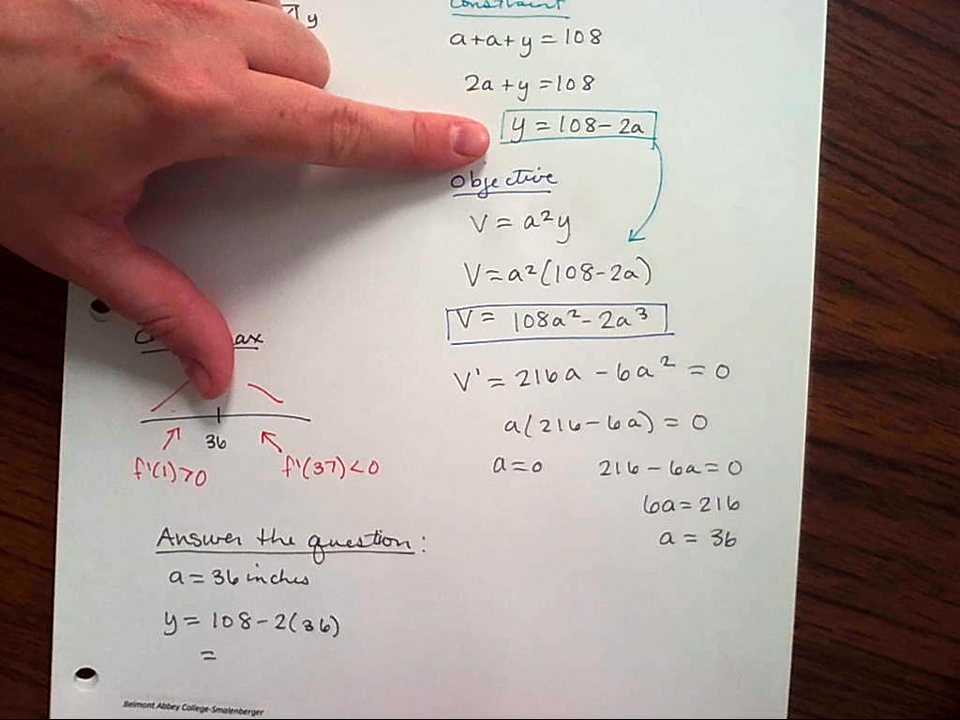 y
Constraint
a+a+y=108
2a+y=108
y=108-2a
Objective
V=a²y
V=a²(108-2a)
V= 108a²-2a³
V'=216a-6a²=0
a(216-6a)=0
a=0 216-6a=0
6a=216
a=36
36
f'(1)>0 f'(37)<0
Answer the question:
a=36 inches
y=108-2(36)
=
Belmont Abbey College-Smolenberger